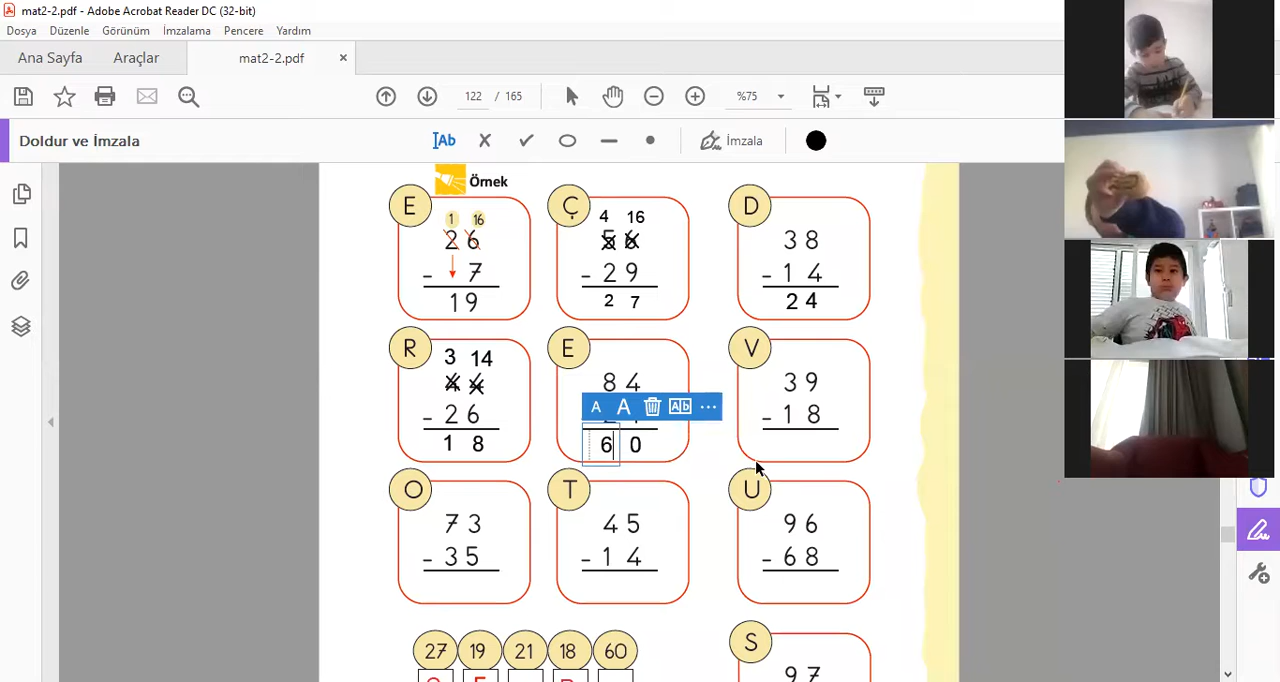 mat2-2.pdf - Adobe Acrobat Reader DC (32-bit)
Dosya Düzenle Görünüm İmzalama Pencere Yardım
Ana Sayfa Araçlar mat2-2.pdf ×
122 / 165 %75
Doldur ve İmzala Ab İmzala
Örnek
E Ç D
1 16 4 16
2 6 5 6 3 8
- 7 - 2 9 - 1 4
19 2 7 2 4
R E V
3 14
4 4 8 4 3 9
A A Ab ...
- 2 6 - 1 8
1 8 6 0
O T U
7 3 4 5 9 6
- 3 5 - 1 4 - 6 8
S
27 19 21 18 60
9 7